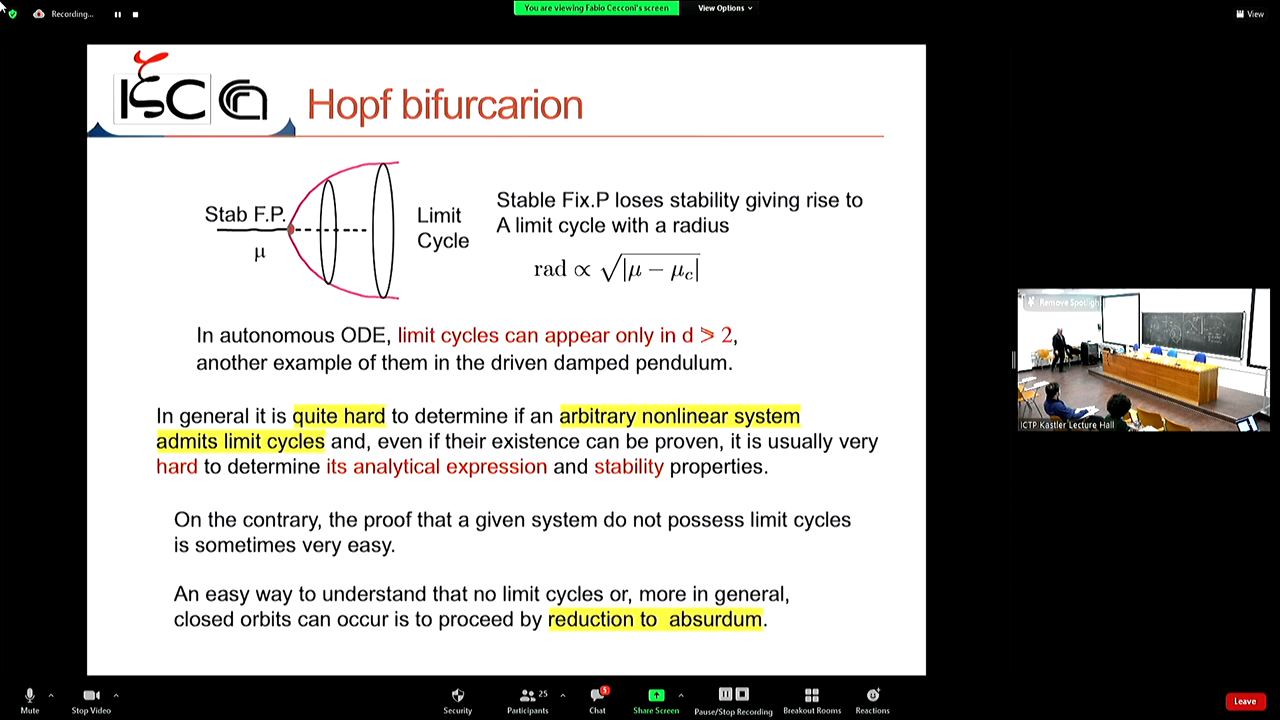 Recording...
You are viewing Fabio Cecconi's screen
View Options
View
ISC
Hopf bifurcarion
Stab F.P.
μ
Limit
Cycle
Stable Fix.P loses stability giving rise to
A limit cycle with a radius
rad ∝ √|μ − μc|
In autonomous ODE, limit cycles can appear only in d ⩾ 2,
another example of them in the driven damped pendulum.
In general it is quite hard to determine if an arbitrary nonlinear system
admits limit cycles and, even if their existence can be proven, it is usually very
hard to determine its analytical expression and stability properties.
On the contrary, the proof that a given system do not possess limit cycles
is sometimes very easy.
An easy way to understand that no limit cycles or, more in general,
closed orbits can occur is to proceed by reduction to absurdum.
Remove Spotlight
ICTP Kastler Lecture Hall
Mute
Stop Video
Security
25
Participants
5
Chat
Share Screen
Pause/Stop Recording
Breakout Rooms
Reactions
Leave